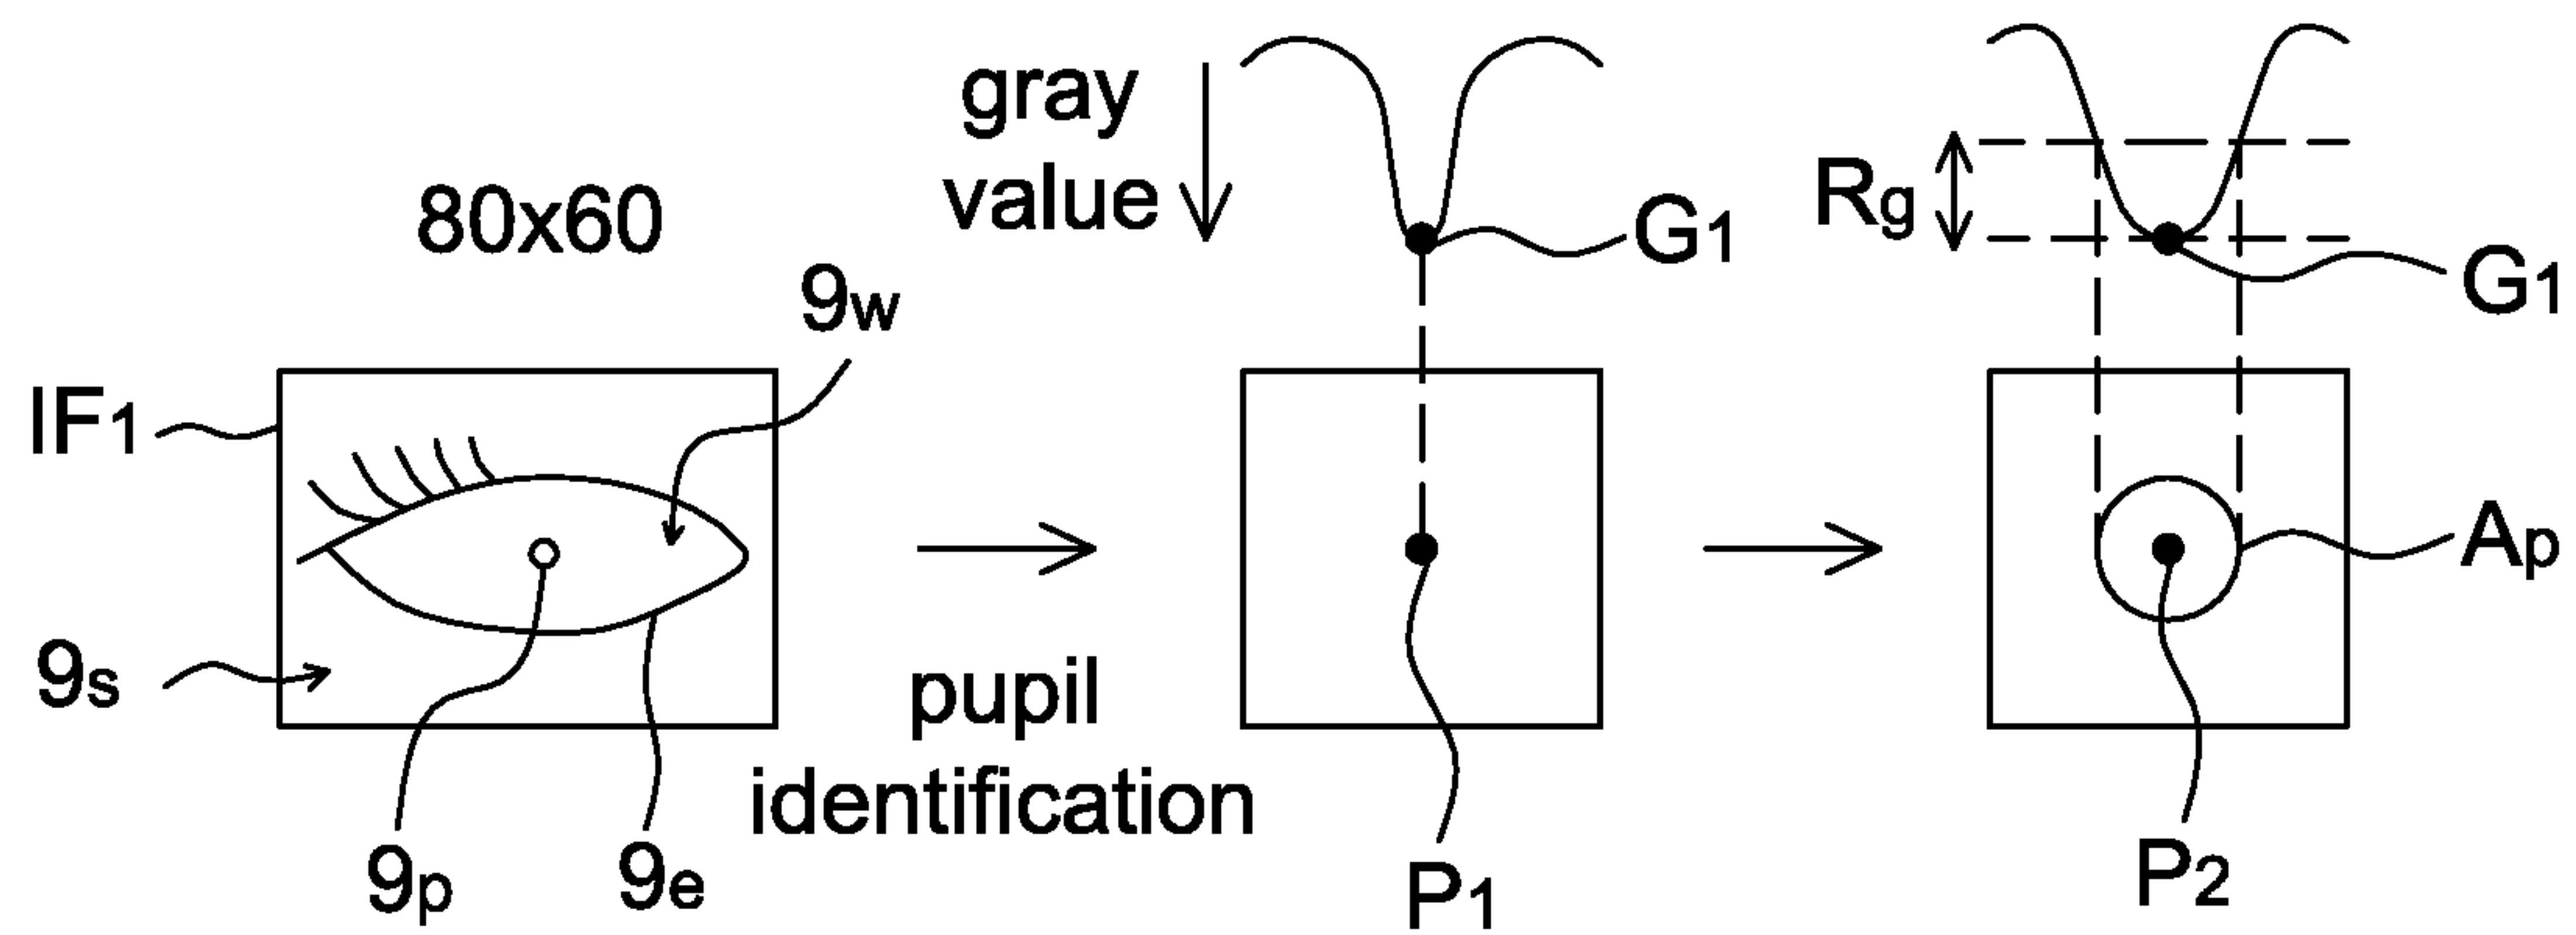 80x60
IF1
9w
9s
9p
9e
pupil
identification
gray
value
G1
P1
Rg
G1
Ap
P2